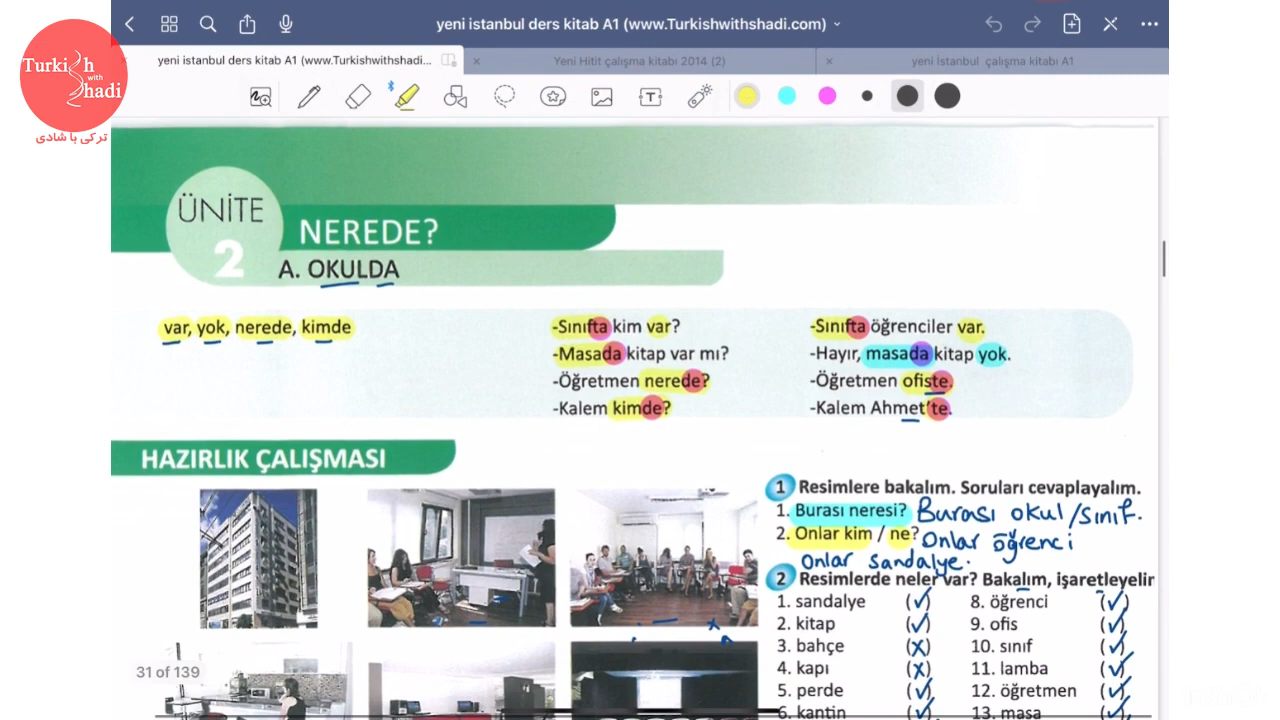 yeni istanbul ders kitab A1 (www.Turkishwithshadi.com)
yeni istanbul ders kitab A1 (www.Turkishwithshadi...
Yeni Hitit çalışma kitabı 2014 (2)
yeni İstanbul çalışma kitabı A1
Turkish
with
Shadi
ترکی با شادی
ÜNİTE
2
NEREDE?
A. OKULDA
var, yok, nerede, kimde
-Sınıfta kim var?
-Masada kitap var mı?
-Öğretmen nerede?
-Kalem kimde?
-Sınıfta öğrenciler var.
-Hayır, masada kitap yok.
-Öğretmen ofiste.
-Kalem Ahmet'te.
HAZIRLIK ÇALIŞMASI
1 Resimlere bakalım. Soruları cevaplayalım.
1. Burası neresi? Burası okul/sınıf.
2. Onlar kim / ne? Onlar öğrenci
Onlar sandalye.
2 Resimlerde neler var? Bakalım, işaretleyelim
1. sandalye (✓)
2. kitap (✓)
3. bahçe (x)
4. kapı (x)
5. perde (✓)
6. kantin (✓)
8. öğrenci (✓)
9. ofis (✓)
10. sınıf (✓)
11. lamba (✓)
12. öğretmen (✓)
13. masa (✓)
31 of 139